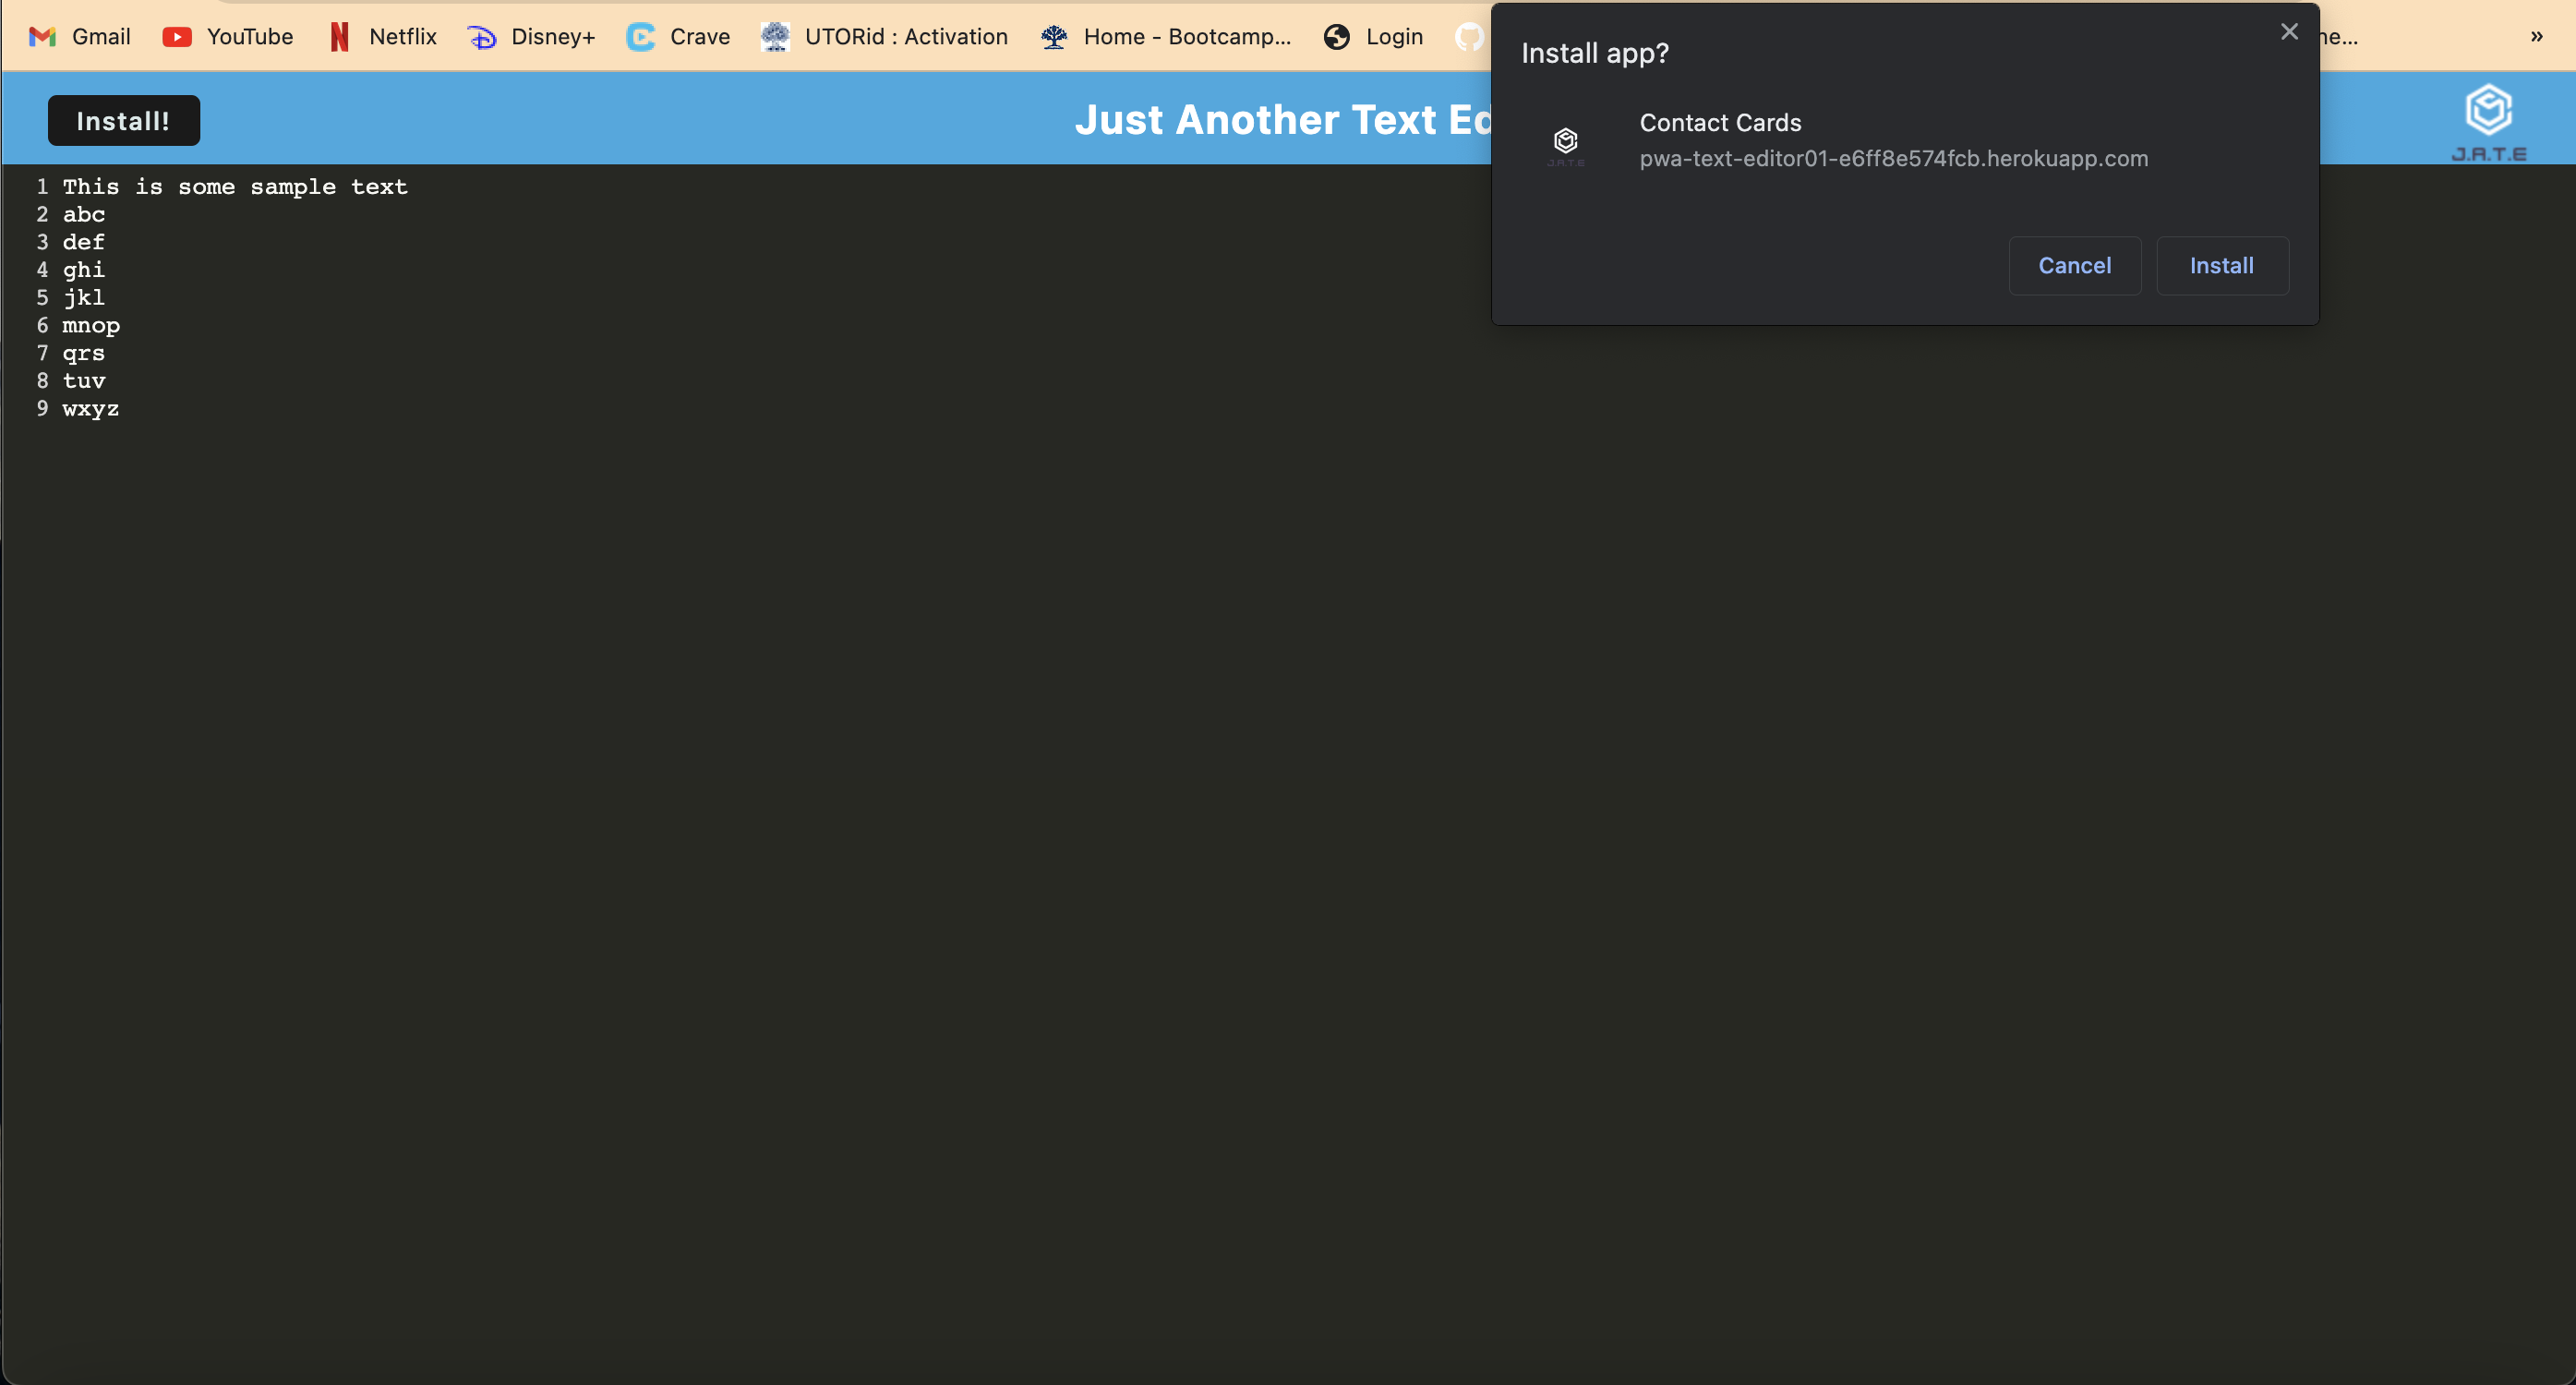 Gmail YouTube Netflix Disney+ Crave UTORid : Activation Home - Bootcamp... Login »
Install! Just Another Text Ed
J.A.T.E
1 This is some sample text
2 abc
3 def
4 ghi
5 jkl
6 mnop
7 qrs
8 tuv
9 wxyz
Install app?
Contact Cards
J.A.T.E
pwa-text-editor01-e6ff8e574fcb.herokuapp.com
Cancel Install